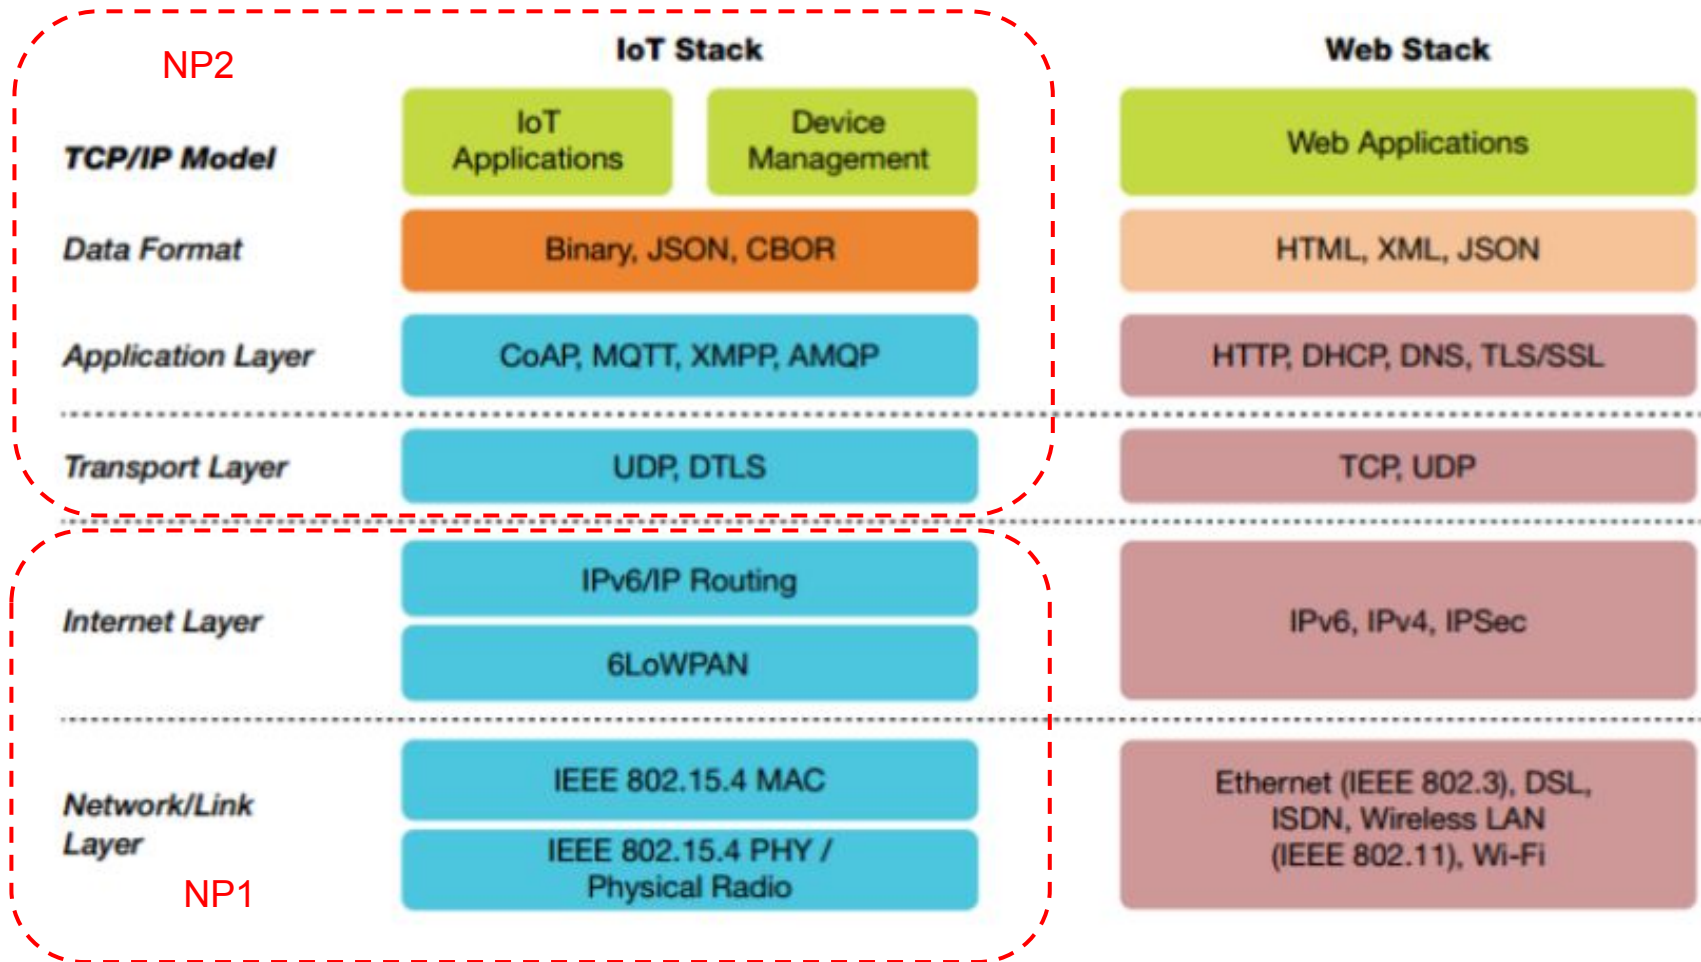 NP2
IoT Stack
Web Stack
TCP/IP Model
IoT
Applications
Device
Management
Web Applications
Data Format
Binary, JSON, CBOR
HTML, XML, JSON
Application Layer
CoAP, MQTT, XMPP, AMQP
HTTP, DHCP, DNS, TLS/SSL
Transport Layer
UDP, DTLS
TCP, UDP
Internet Layer
IPv6/IP Routing
6LoWPAN
IPv6, IPv4, IPSec
Network/Link
Layer
IEEE 802.15.4 MAC
IEEE 802.15.4 PHY /
Physical Radio
Ethernet (IEEE 802.3), DSL,
ISDN, Wireless LAN
(IEEE 802.11), Wi-Fi
NP1